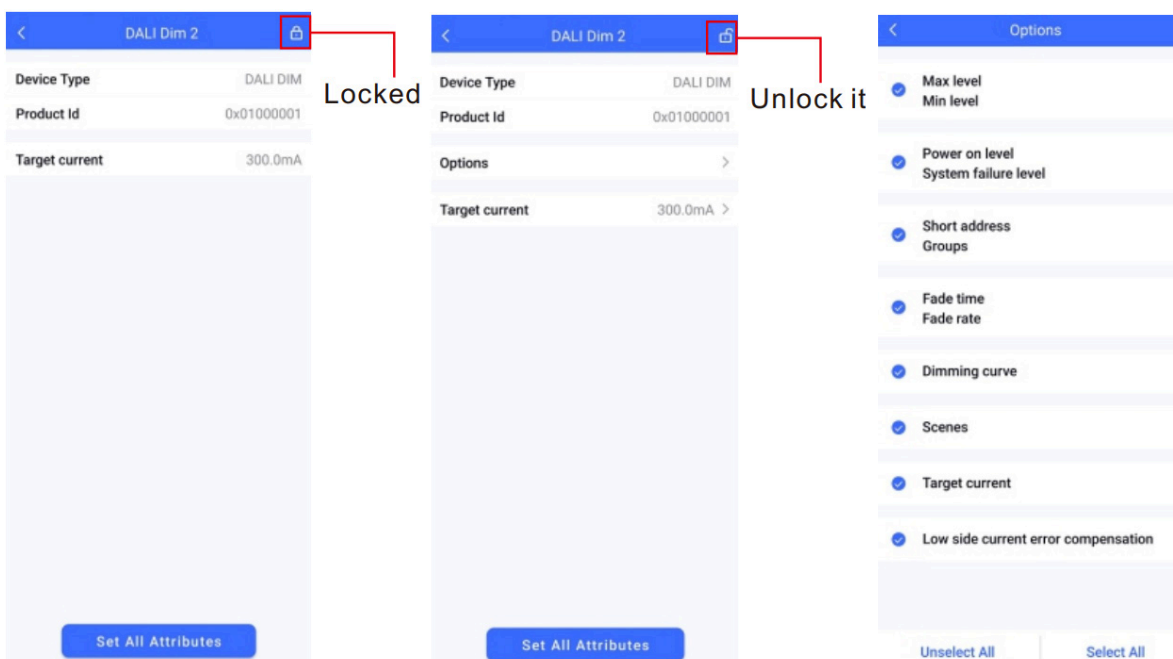 DALI Dim 2
Device Type DALI DIM
Product Id 0x01000001
Target current 300.0mA
Set All Attributes
Locked
DALI Dim 2
Device Type DALI DIM
Product Id 0x01000001
Options
Target current 300.0mA
Set All Attributes
Unlock it
Options
Max level
Min level
Power on level
System failure level
Short address
Groups
Fade time
Fade rate
Dimming curve
Scenes
Target current
Low side current error compensation
Unselect All Select All